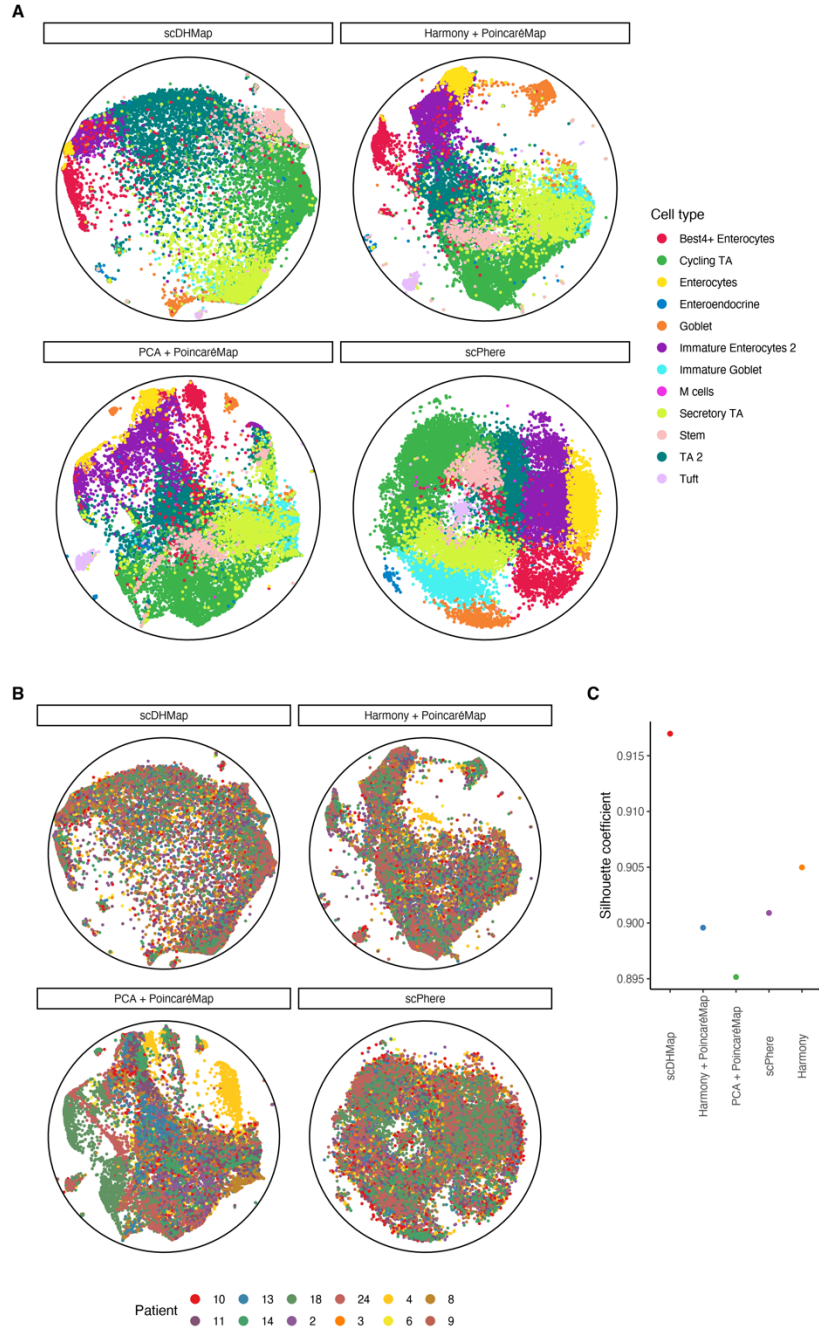 A
scDHMap
Harmony + PoincaréMap
PCA + PoincaréMap
scPhere
Cell type
Best4+ Enterocytes
Cycling TA
Enterocytes
Enteroendocrine
Goblet
Immature Enterocytes 2
Immature Goblet
M cells
Secretory TA
Stem
TA 2
Tuft
B
scDHMap
Harmony + PoincaréMap
PCA + PoincaréMap
scPhere
Patient
10 13 18 24 4 8
11 14 2 3 6 9
C
Silhouette coefficient
0.915
0.910
0.905
0.900
0.895
scDHMap
Harmony + PoincaréMap
PCA + PoincaréMap
scPhere
Harmony